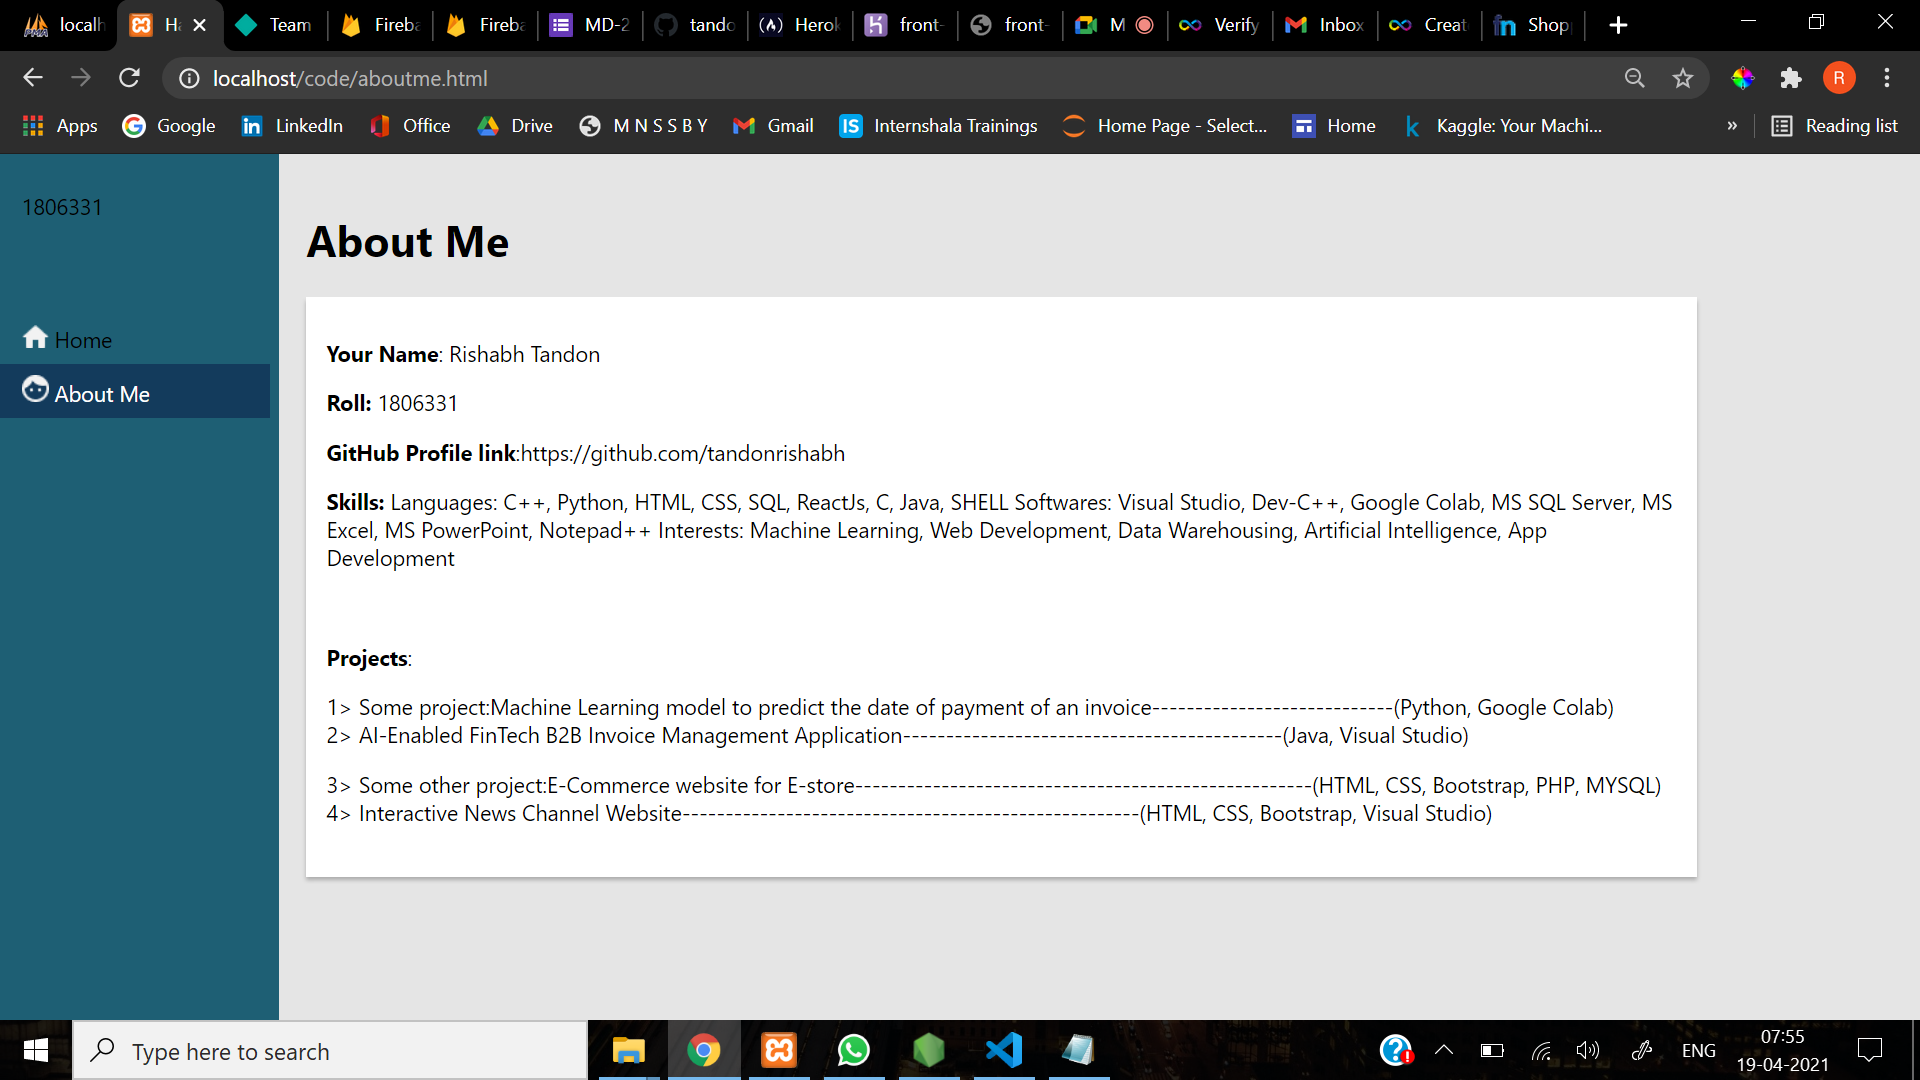 localh
Ha
Team
Fireba
Fireba
MD-2
tando
Herok
front-
front-
M
Verify
Inbox
Creat
Shop
localhost/code/aboutme.html
R
Apps
Google
LinkedIn
Office
Drive
M N S S B Y
Gmail
Internshala Trainings
Home Page - Select...
Home
Kaggle: Your Machi...
»
Reading list
1806331
Home
About Me
About Me
Your Name: Rishabh Tandon
Roll: 1806331
GitHub Profile link:https://github.com/tandonrishabh
Skills: Languages: C++, Python, HTML, CSS, SQL, ReactJs, C, Java, SHELL Softwares: Visual Studio, Dev-C++, Google Colab, MS SQL Server, MS
Excel, MS PowerPoint, Notepad++ Interests: Machine Learning, Web Development, Data Warehousing, Artificial Intelligence, App
Development
Projects:
1> Some project:Machine Learning model to predict the date of payment of an invoice----------------------------(Python, Google Colab)
2> AI-Enabled FinTech B2B Invoice Management Application--------------------------------------------(Java, Visual Studio)
3> Some other project:E-Commerce website for E-store-----------------------------------------------------(HTML, CSS, Bootstrap, PHP, MYSQL)
4> Interactive News Channel Website-----------------------------------------------------(HTML, CSS, Bootstrap, Visual Studio)
Type here to search
ENG
07:55
19-04-2021